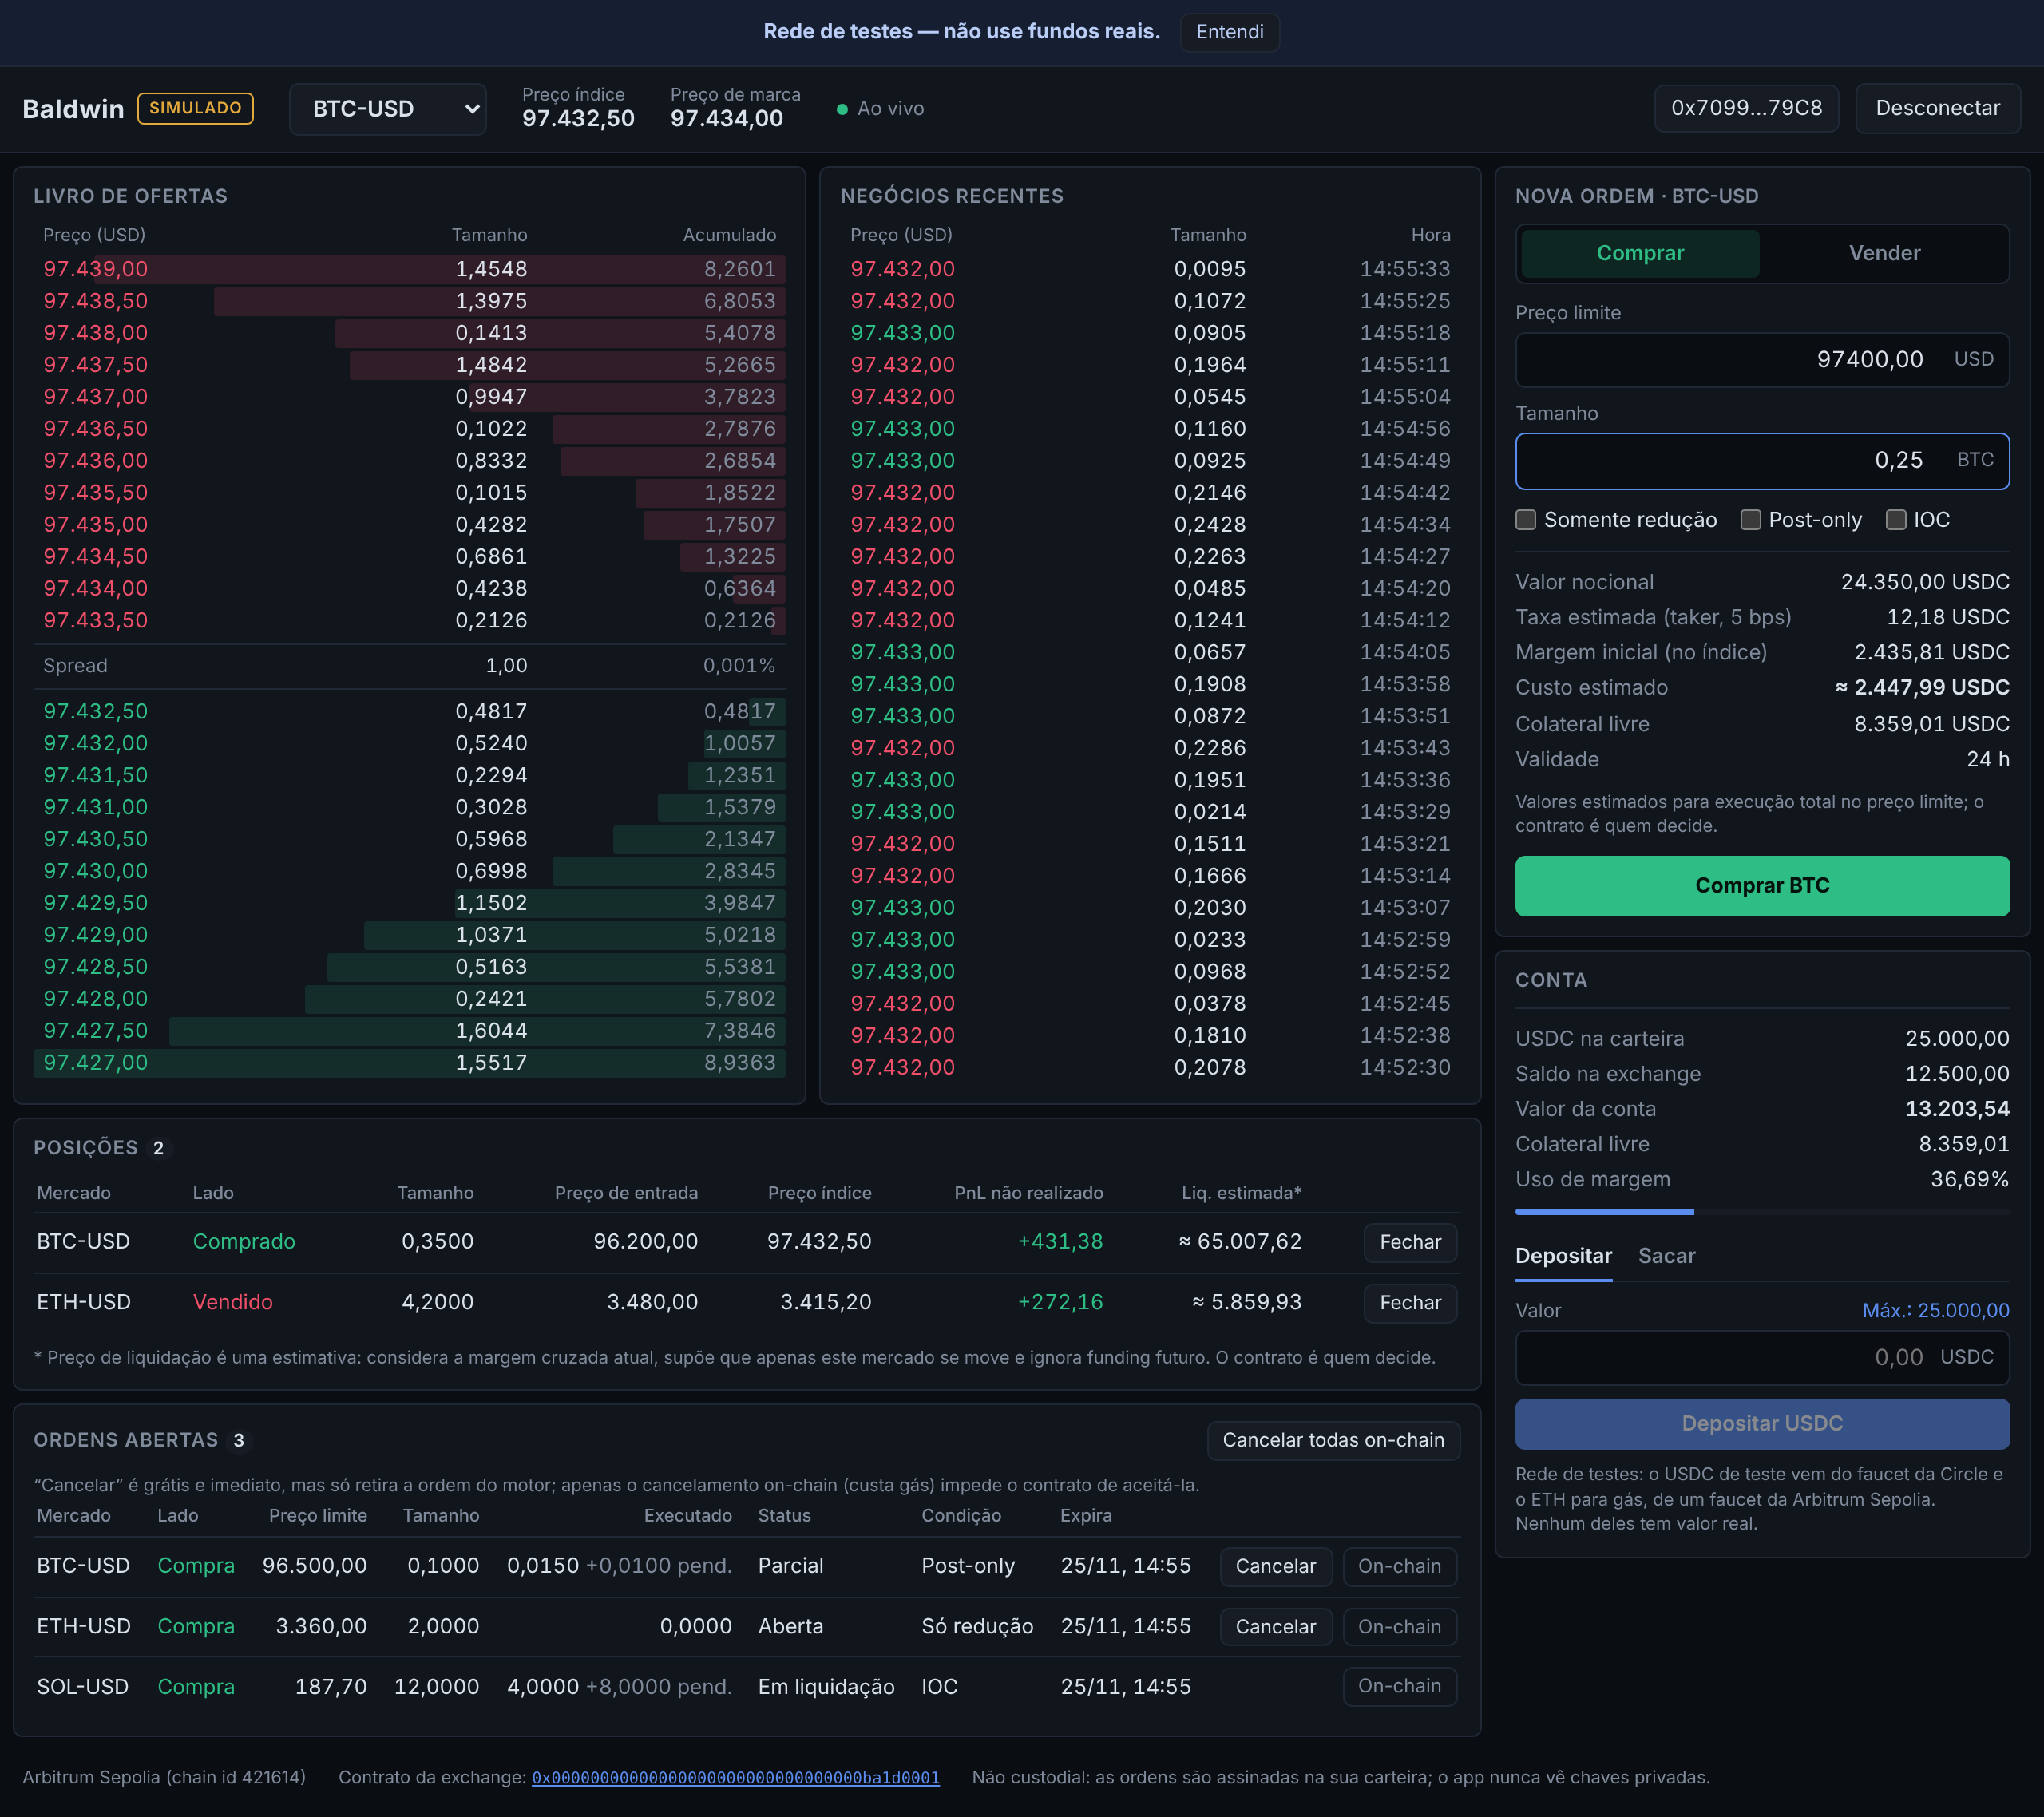 Rede de testes — não use fundos reais. Entendi
Baldwin SIMULADO BTC-USD Preço índice 97.432,50 Preço de marca 97.434,00 Ao vivo 0x7099…79C8 Desconectar
LIVRO DE OFERTAS
Preço (USD) Tamanho Acumulado
97.439,00 1,4548 8,2601
97.438,50 1,3975 6,8053
97.438,00 0,1413 5,4078
97.437,50 1,4842 5,2665
97.437,00 0,9947 3,7823
97.436,50 0,1022 2,7876
97.436,00 0,8332 2,6854
97.435,50 0,1015 1,8522
97.435,00 0,4282 1,7507
97.434,50 0,6861 1,3225
97.434,00 0,4238 0,6364
97.433,50 0,2126 0,2126
Spread 1,00 0,001%
97.432,50 0,4817 0,4817
97.432,00 0,5240 1,0057
97.431,50 0,2294 1,2351
97.431,00 0,3028 1,5379
97.430,50 0,5968 2,1347
97.430,00 0,6998 2,8345
97.429,50 1,1502 3,9847
97.429,00 1,0371 5,0218
97.428,50 0,5163 5,5381
97.428,00 0,2421 5,7802
97.427,50 1,6044 7,3846
97.427,00 1,5517 8,9363
NEGÓCIOS RECENTES
Preço (USD) Tamanho Hora
97.432,00 0,0095 14:55:33
97.432,00 0,1072 14:55:25
97.433,00 0,0905 14:55:18
97.432,00 0,1964 14:55:11
97.432,00 0,0545 14:55:04
97.433,00 0,1160 14:54:56
97.433,00 0,0925 14:54:49
97.432,00 0,2146 14:54:42
97.432,00 0,2428 14:54:34
97.432,00 0,2263 14:54:27
97.432,00 0,0485 14:54:20
97.432,00 0,1241 14:54:12
97.433,00 0,0657 14:54:05
97.433,00 0,1908 14:53:58
97.433,00 0,0872 14:53:51
97.432,00 0,2286 14:53:43
97.433,00 0,1951 14:53:36
97.433,00 0,0214 14:53:29
97.432,00 0,1511 14:53:21
97.432,00 0,1666 14:53:14
97.433,00 0,2030 14:53:07
97.433,00 0,0233 14:52:59
97.433,00 0,0968 14:52:52
97.432,00 0,0378 14:52:45
97.432,00 0,1810 14:52:38
97.432,00 0,2078 14:52:30
NOVA ORDEM · BTC-USD
Comprar Vender
Preço limite
97400,00 USD
Tamanho
0,25 BTC
Somente redução Post-only IOC
Valor nocional 24.350,00 USDC
Taxa estimada (taker, 5 bps) 12,18 USDC
Margem inicial (no índice) 2.435,81 USDC
Custo estimado ≈ 2.447,99 USDC
Colateral livre 8.359,01 USDC
Validade 24 h
Valores estimados para execução total no preço limite; o
contrato é quem decide.
Comprar BTC
CONTA
USDC na carteira 25.000,00
Saldo na exchange 12.500,00
Valor da conta 13.203,54
Colateral livre 8.359,01
Uso de margem 36,69%
Depositar Sacar
Valor Máx.: 25.000,00
0,00 USDC
Depositar USDC
Rede de testes: o USDC de teste vem do faucet da Circle e
o ETH para gás, de um faucet da Arbitrum Sepolia.
Nenhum deles tem valor real.
POSIÇÕES 2
Mercado Lado Tamanho Preço de entrada Preço índice PnL não realizado Liq. estimada*
BTC-USD Comprado 0,3500 96.200,00 97.432,50 +431,38 ≈ 65.007,62 Fechar
ETH-USD Vendido 4,2000 3.480,00 3.415,20 +272,16 ≈ 5.859,93 Fechar
* Preço de liquidação é uma estimativa: considera a margem cruzada atual, supõe que apenas este mercado se move e ignora funding futuro. O contrato é quem decide.
ORDENS ABERTAS 3 Cancelar todas on-chain
“Cancelar” é grátis e imediato, mas só retira a ordem do motor; apenas o cancelamento on-chain (custa gás) impede o contrato de aceitá-la.
Mercado Lado Preço limite Tamanho Executado Status Condição Expira
BTC-USD Compra 96.500,00 0,1000 0,0150 +0,0100 pend. Parcial Post-only 25/11, 14:55 Cancelar On-chain
ETH-USD Compra 3.360,00 2,0000 0,0000 Aberta Só redução 25/11, 14:55 Cancelar On-chain
SOL-USD Compra 187,70 12,0000 4,0000 +8,0000 pend. Em liquidação IOC 25/11, 14:55 On-chain
Arbitrum Sepolia (chain id 421614) Contrato da exchange: 0x00000000000000000000000000000000ba1d0001 Não custodial: as ordens são assinadas na sua carteira; o app nunca vê chaves privadas.